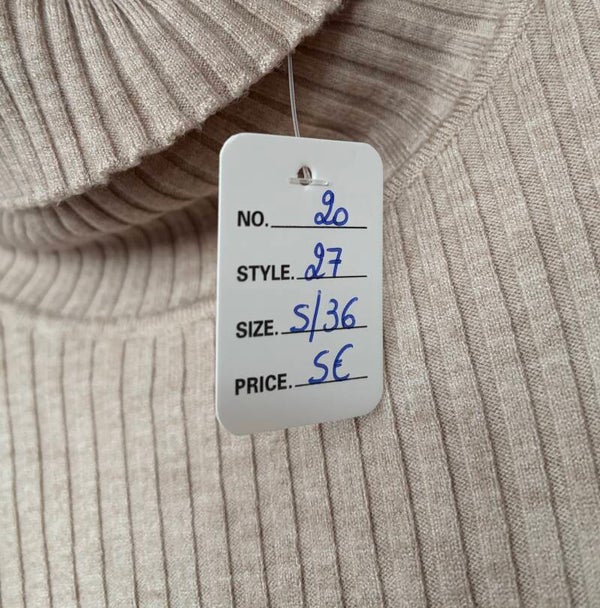 NO. 20
STYLE. 27
SIZE. S/36
PRICE. 5€